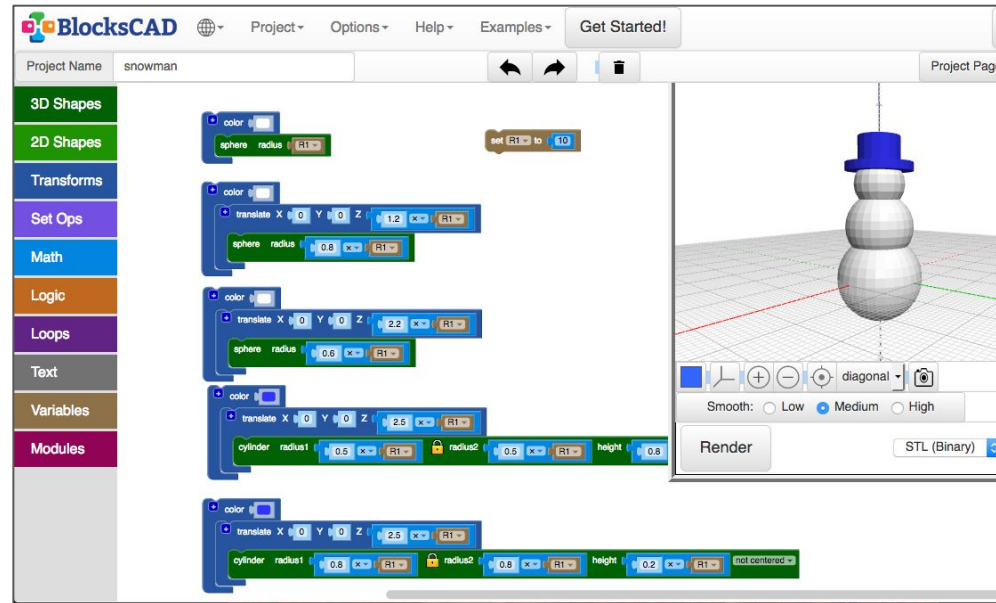 BlocksCAD Project Options Help Examples Get Started!
Project Name snowman Project Page
3D Shapes
2D Shapes
Transforms
Set Ops
Math
Logic
Loops
Text
Variables
Modules
color
sphere radius R1
set R1 to 10
color
translate X 0 Y 0 Z 1.2 × R1
sphere radius 0.8 × R1
color
translate X 0 Y 0 Z 2.2 × R1
sphere radius 0.6 × R1
color
translate X 0 Y 0 Z 2.5 × R1
cylinder radius1 0.5 × R1 radius2 0.5 × R1 height 0.8
color
translate X 0 Y 0 Z 2.5 × R1
cylinder radius1 0.8 × R1 radius2 0.8 × R1 height 0.2 × R1 not centered
diagonal
Smooth: Low Medium High
Render STL (Binary)